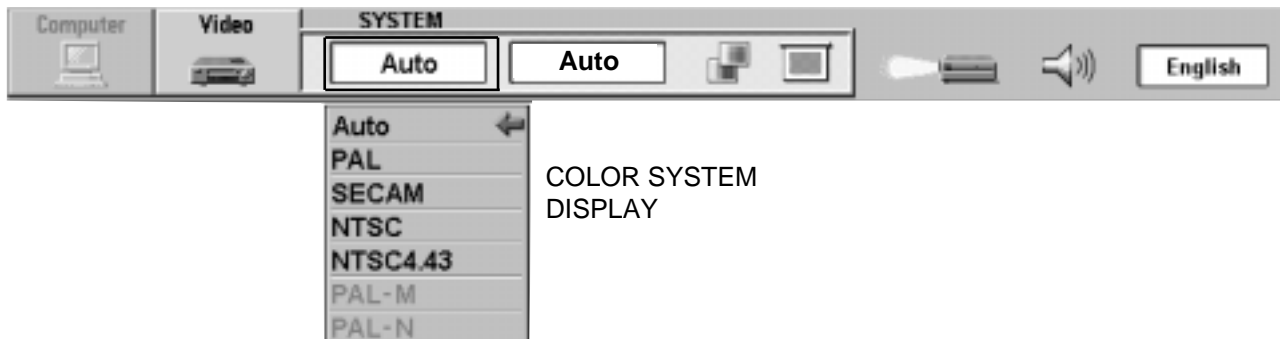 Computer
Video
SYSTEM
Auto
Auto
English
Auto
PAL
SECAM
NTSC
NTSC4.43
PAL-M
PAL-N
COLOR SYSTEM
DISPLAY